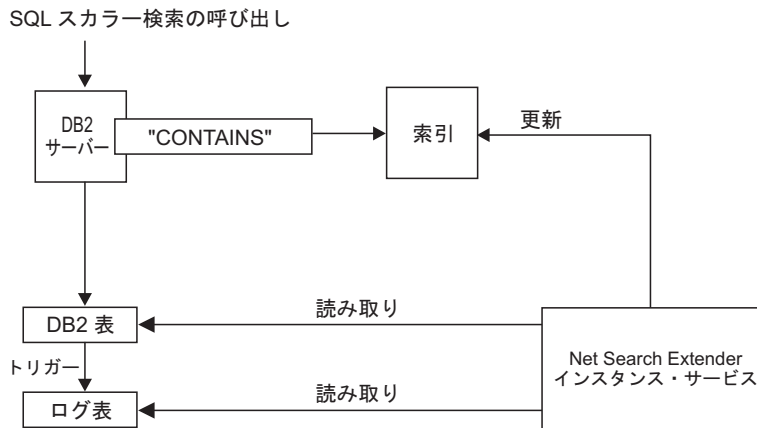 SQL スカラー検索の呼び出し
DB2
サーバー
"CONTAINS"
索引
更新
DB2 表
読み取り
トリガー
ログ表
読み取り
Net Search Extender
インスタンス・サービス